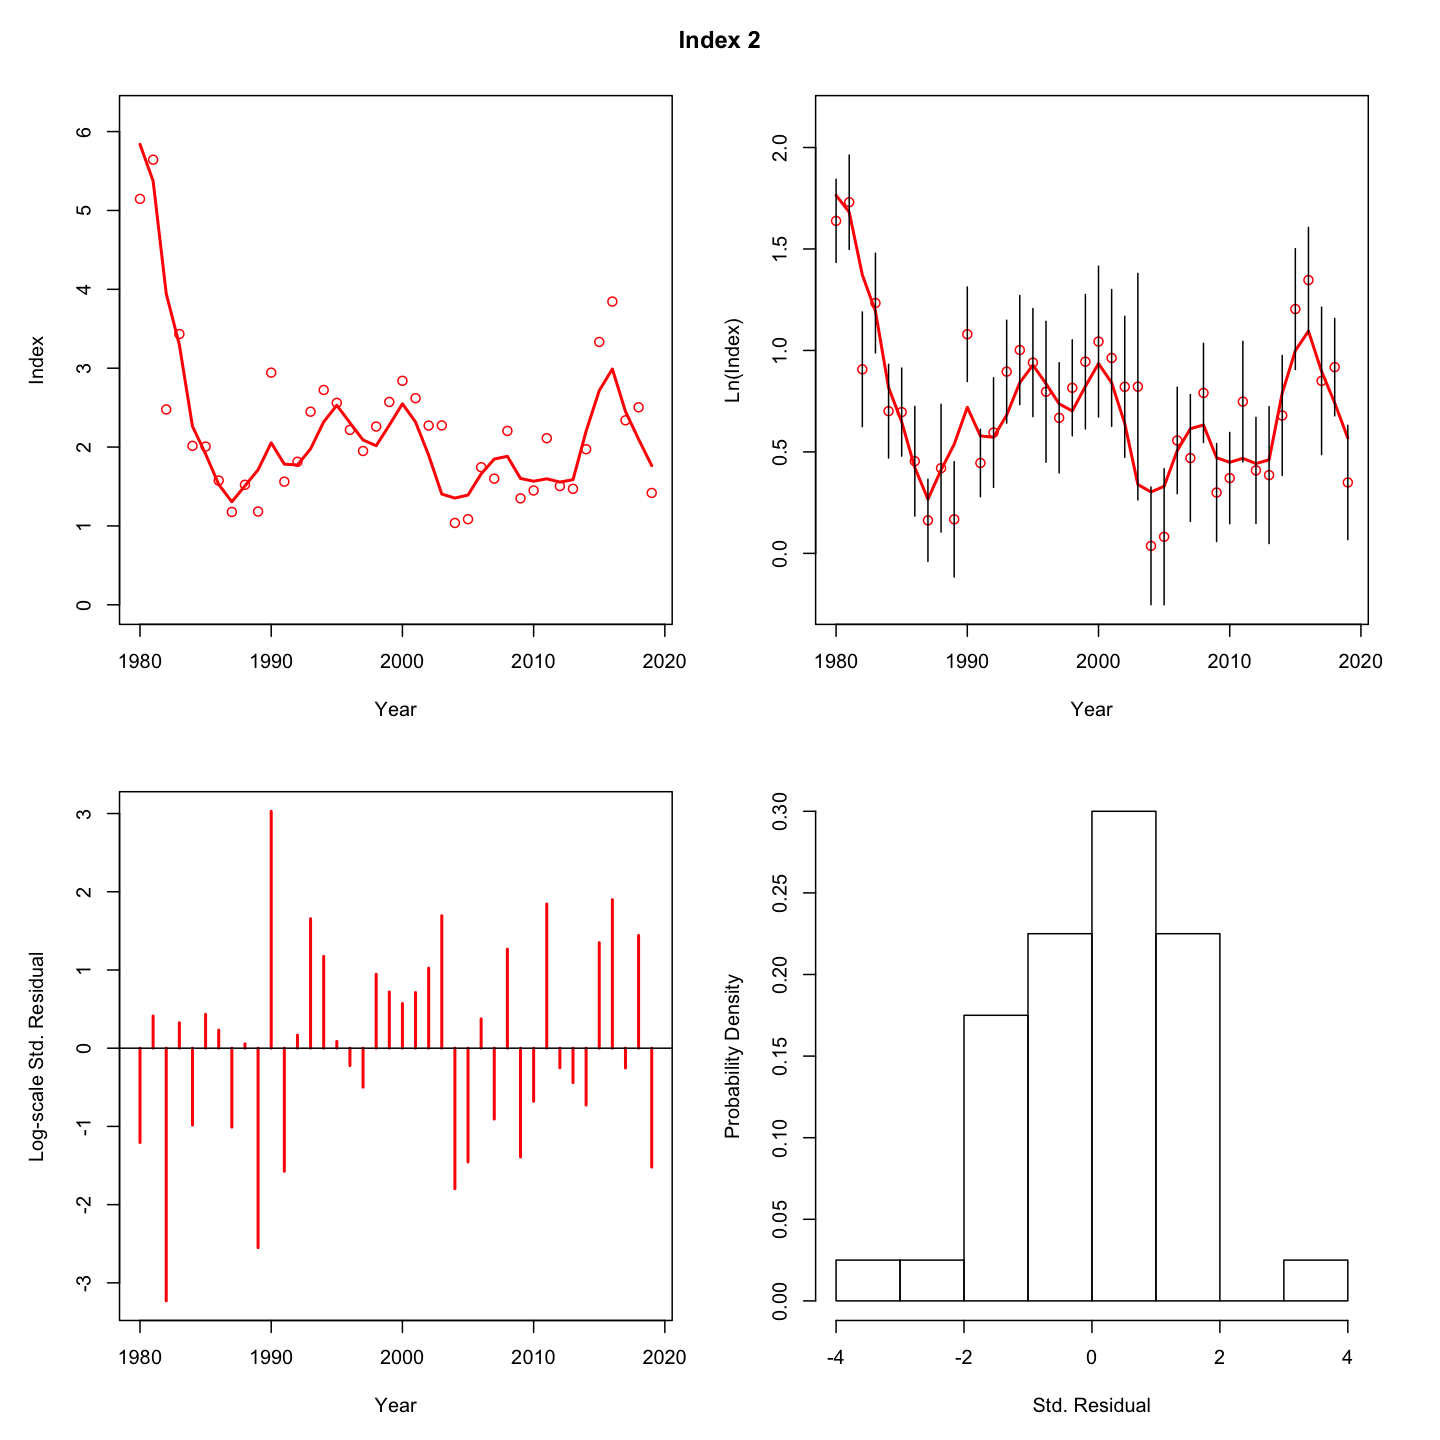 Index 2
Index
6
5
4
3
2
1
0
1980 1990 2000 2010 2020
Year
Ln(Index)
2.0
1.5
1.0
0.5
0.0
1980 1990 2000 2010 2020
Year
Log-scale Std. Residual
3
2
1
0
-1
-2
-3
1980 1990 2000 2010 2020
Year
Probability Density
0.30
0.25
0.20
0.15
0.10
0.05
0.00
-4 -2 0 2 4
Std. Residual